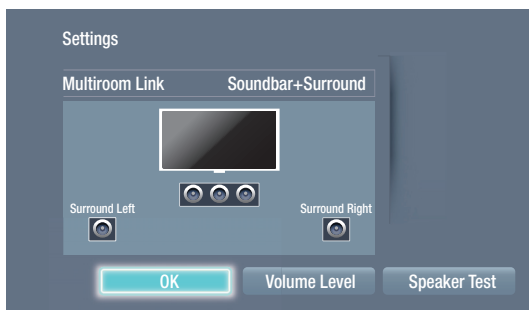 Settings
Multiroom Link Soundbar+Surround
Surround Left Surround Right
OK Volume Level Speaker Test